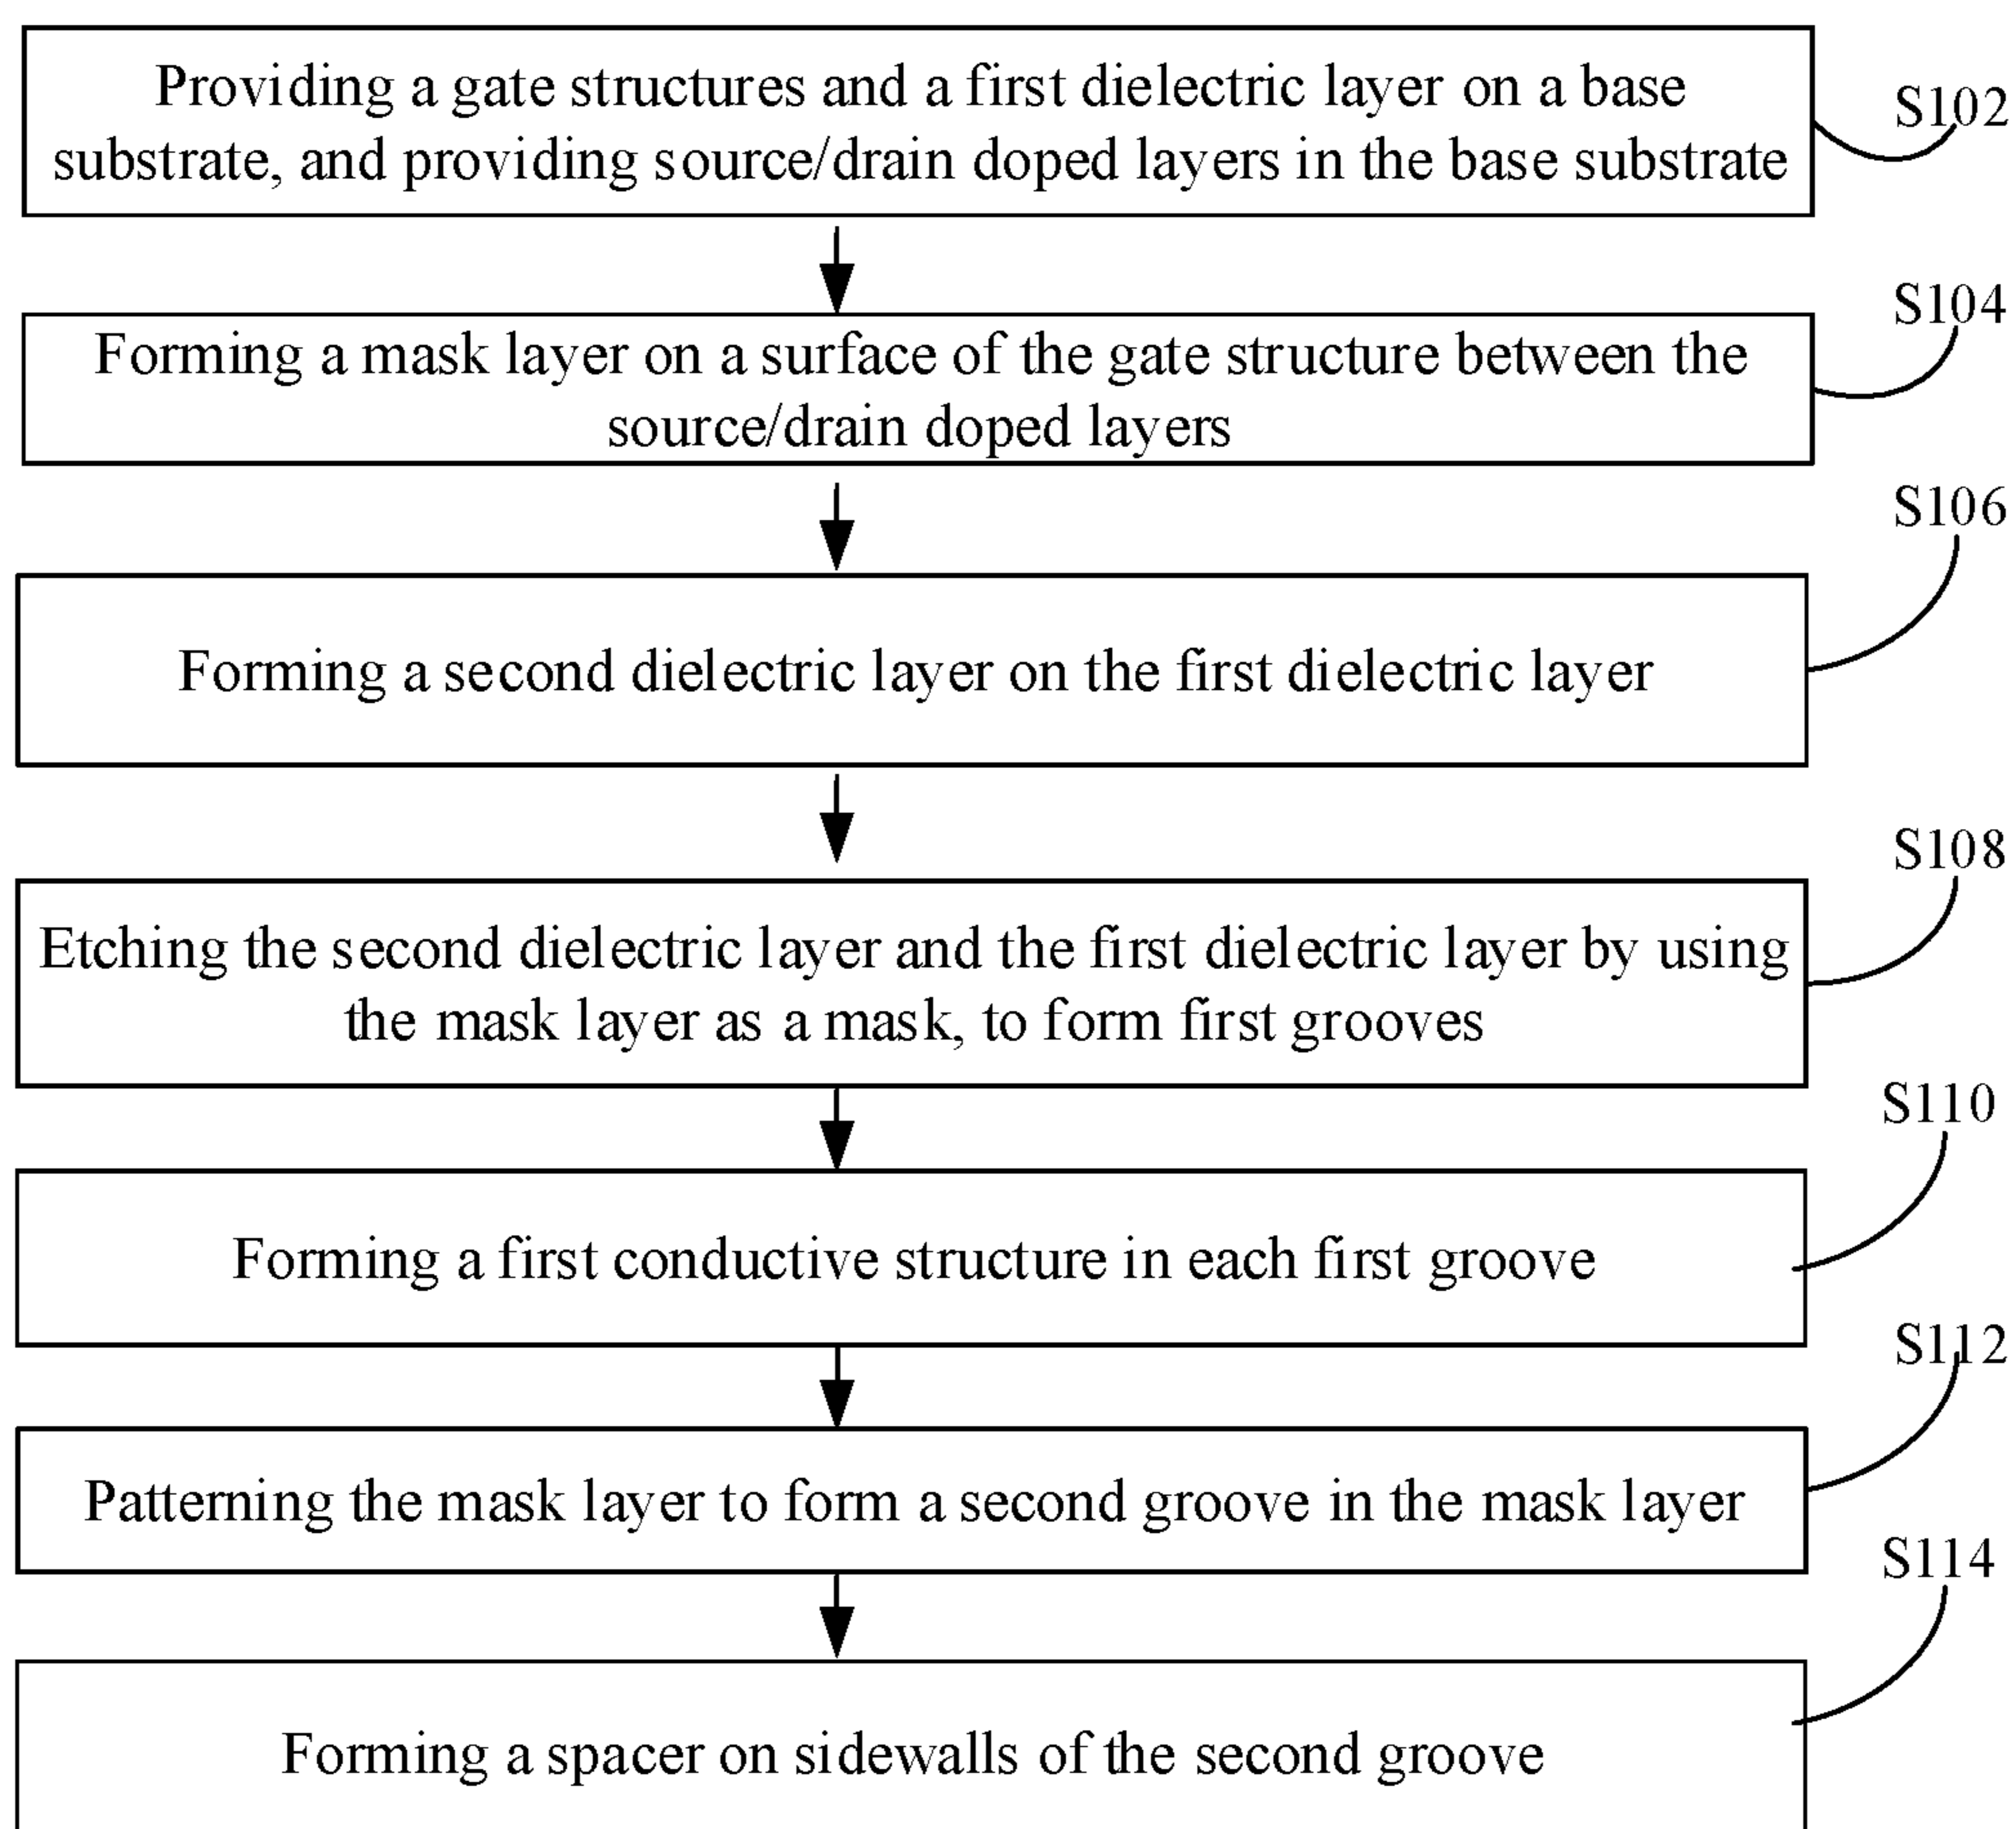 Providing a gate structures and a first dielectric layer on a base
substrate, and providing source/drain doped layers in the base substrate
S102
Forming a mask layer on a surface of the gate structure between the
source/drain doped layers
S104
Forming a second dielectric layer on the first dielectric layer
S106
Etching the second dielectric layer and the first dielectric layer by using
the mask layer as a mask, to form first grooves
S108
Forming a first conductive structure in each first groove
S110
Patterning the mask layer to form a second groove in the mask layer
S112
Forming a spacer on sidewalls of the second groove
S114